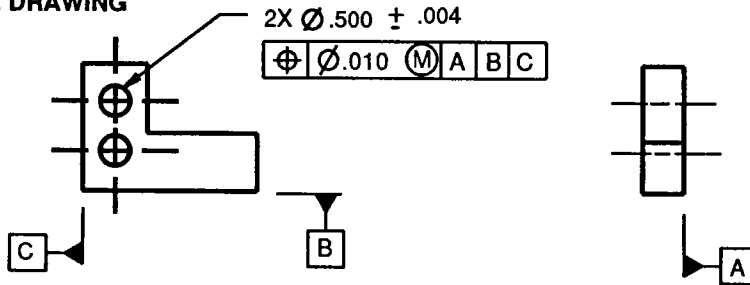 DRAWING
2X Ø .500 ± .004
⌖ Ø.010 Ⓜ A B C
C
B
A